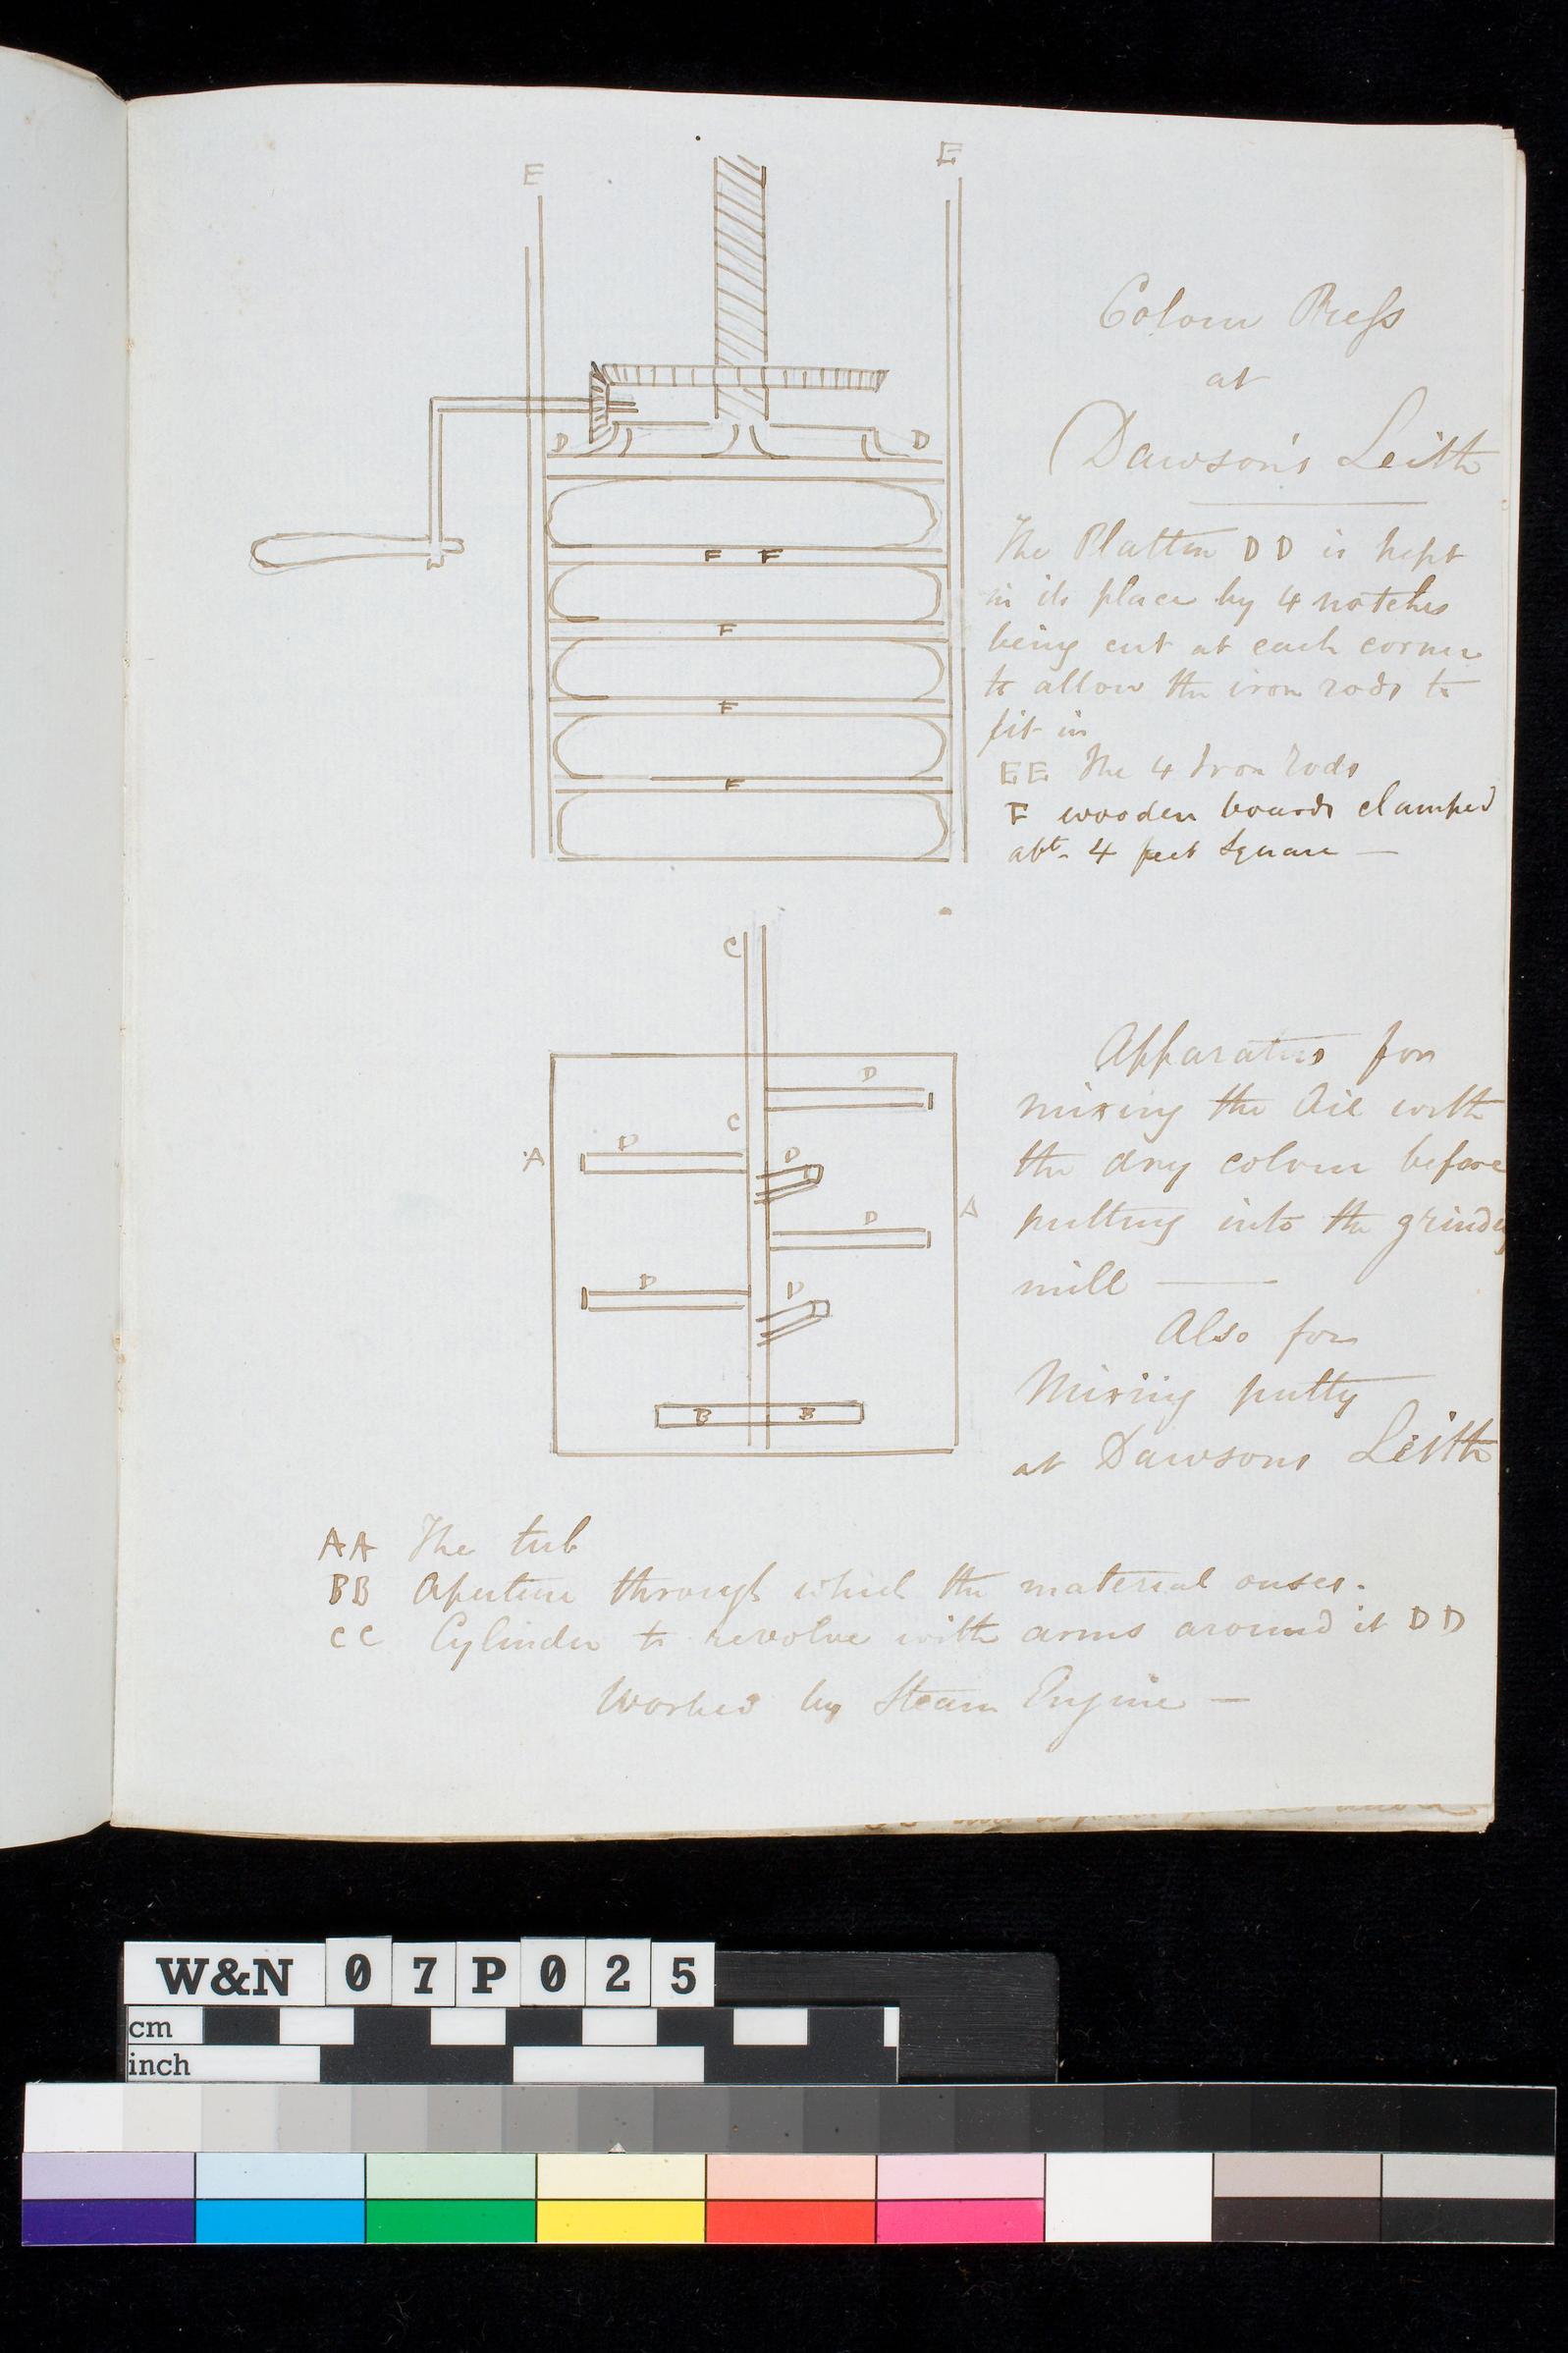 E
E
Colour Press
at
Dawson's Leith
D
D
The Platten DD is kept
in its place by 4 notches
being cut at each corner
to allow the iron rods to
fit in
EE The 4 Iron rods
F wooden boards clamped
abt. 4 feet Square —
F F
F
F
F
C
C
D
D
D
D
D
D
A
A
B
B
Apparatus for
mixing the Oil with
the dry colour before
putting into the grindg
mill —
Also for
Mixing putty
at Dawsons Leith
AA The tub
BB Aperture through which the material ouses.
CC Cylinder to revolve with arms around it DD
Worked by Steam Engine —
W&N 07P025
cm
inch